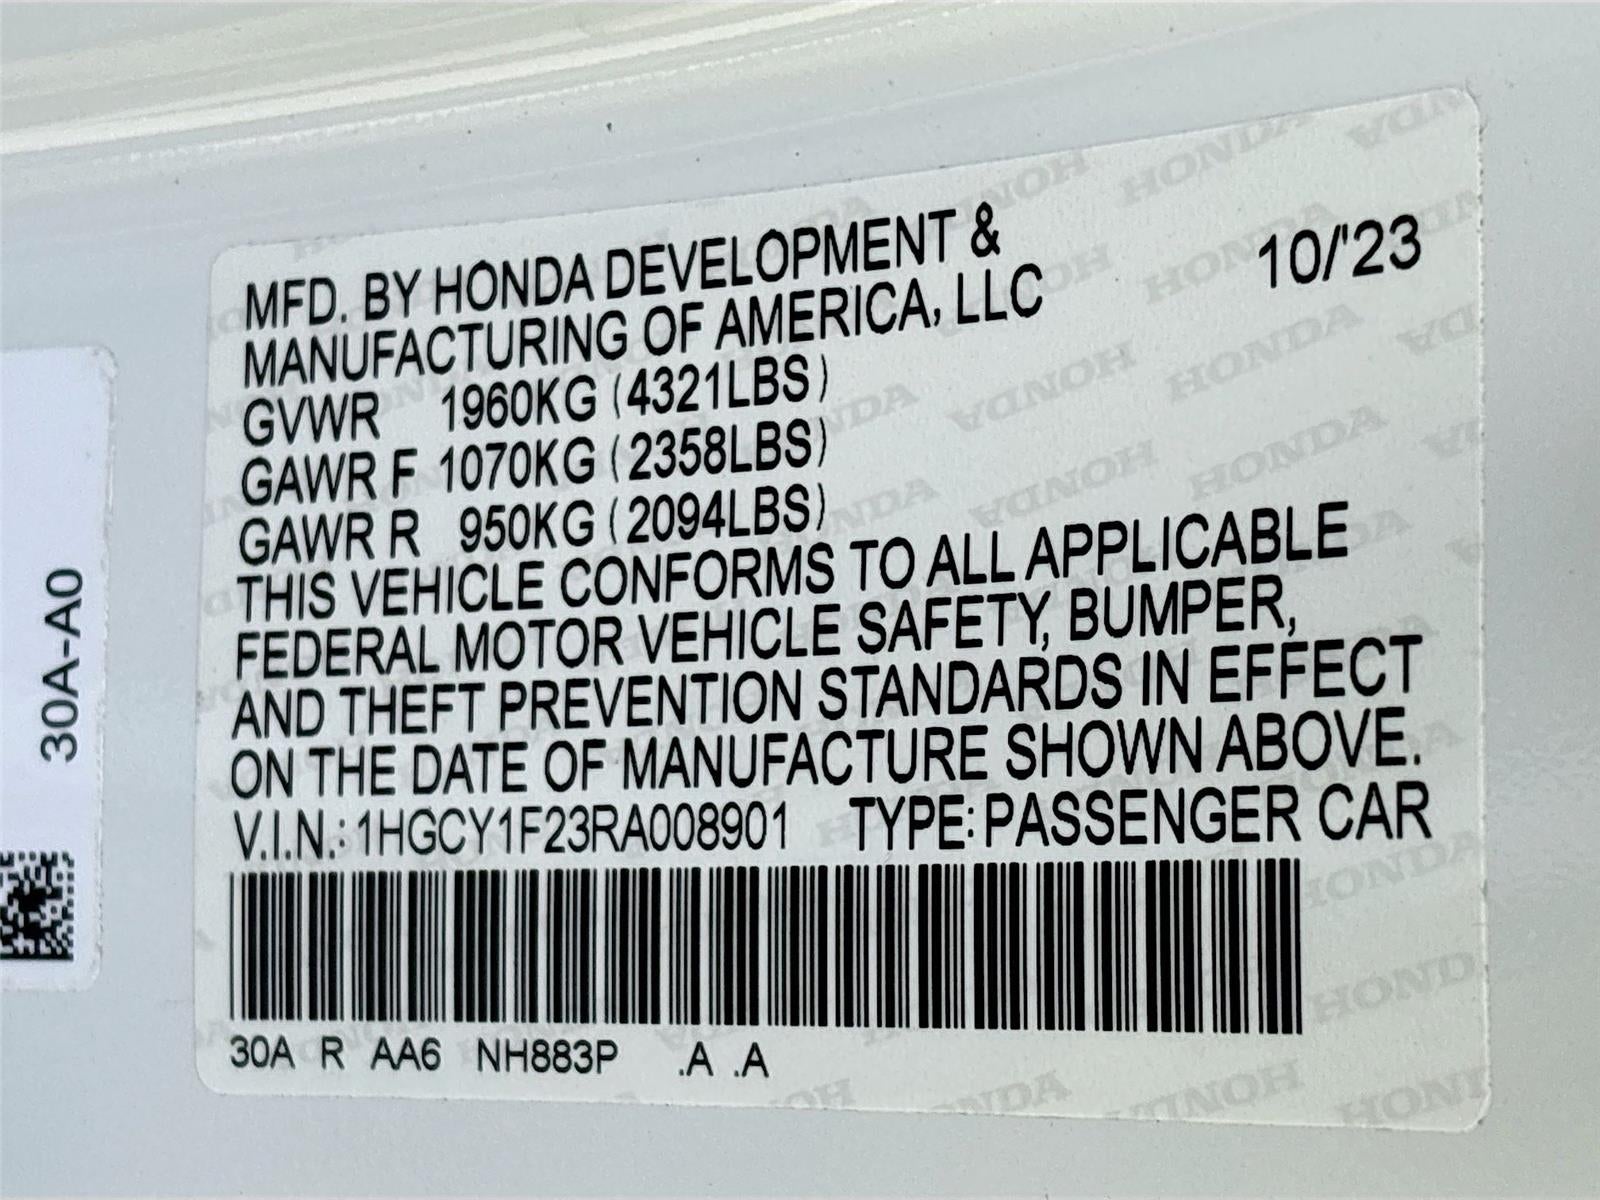 MFD. BY HONDA DEVELOPMENT &
MANUFACTURING OF AMERICA, LLC
10/'23
GVWR 1960KG (4321LBS)
GAWR F 1070KG (2358LBS)
GAWR R 950KG (2094LBS)
THIS VEHICLE CONFORMS TO ALL APPLICABLE
FEDERAL MOTOR VEHICLE SAFETY, BUMPER,
AND THEFT PREVENTION STANDARDS IN EFFECT
ON THE DATE OF MANUFACTURE SHOWN ABOVE.
V.I.N.: 1HGCY1F23RA008901 TYPE: PASSENGER CAR
30A R AA6 NH883P .A .A
30A-A0